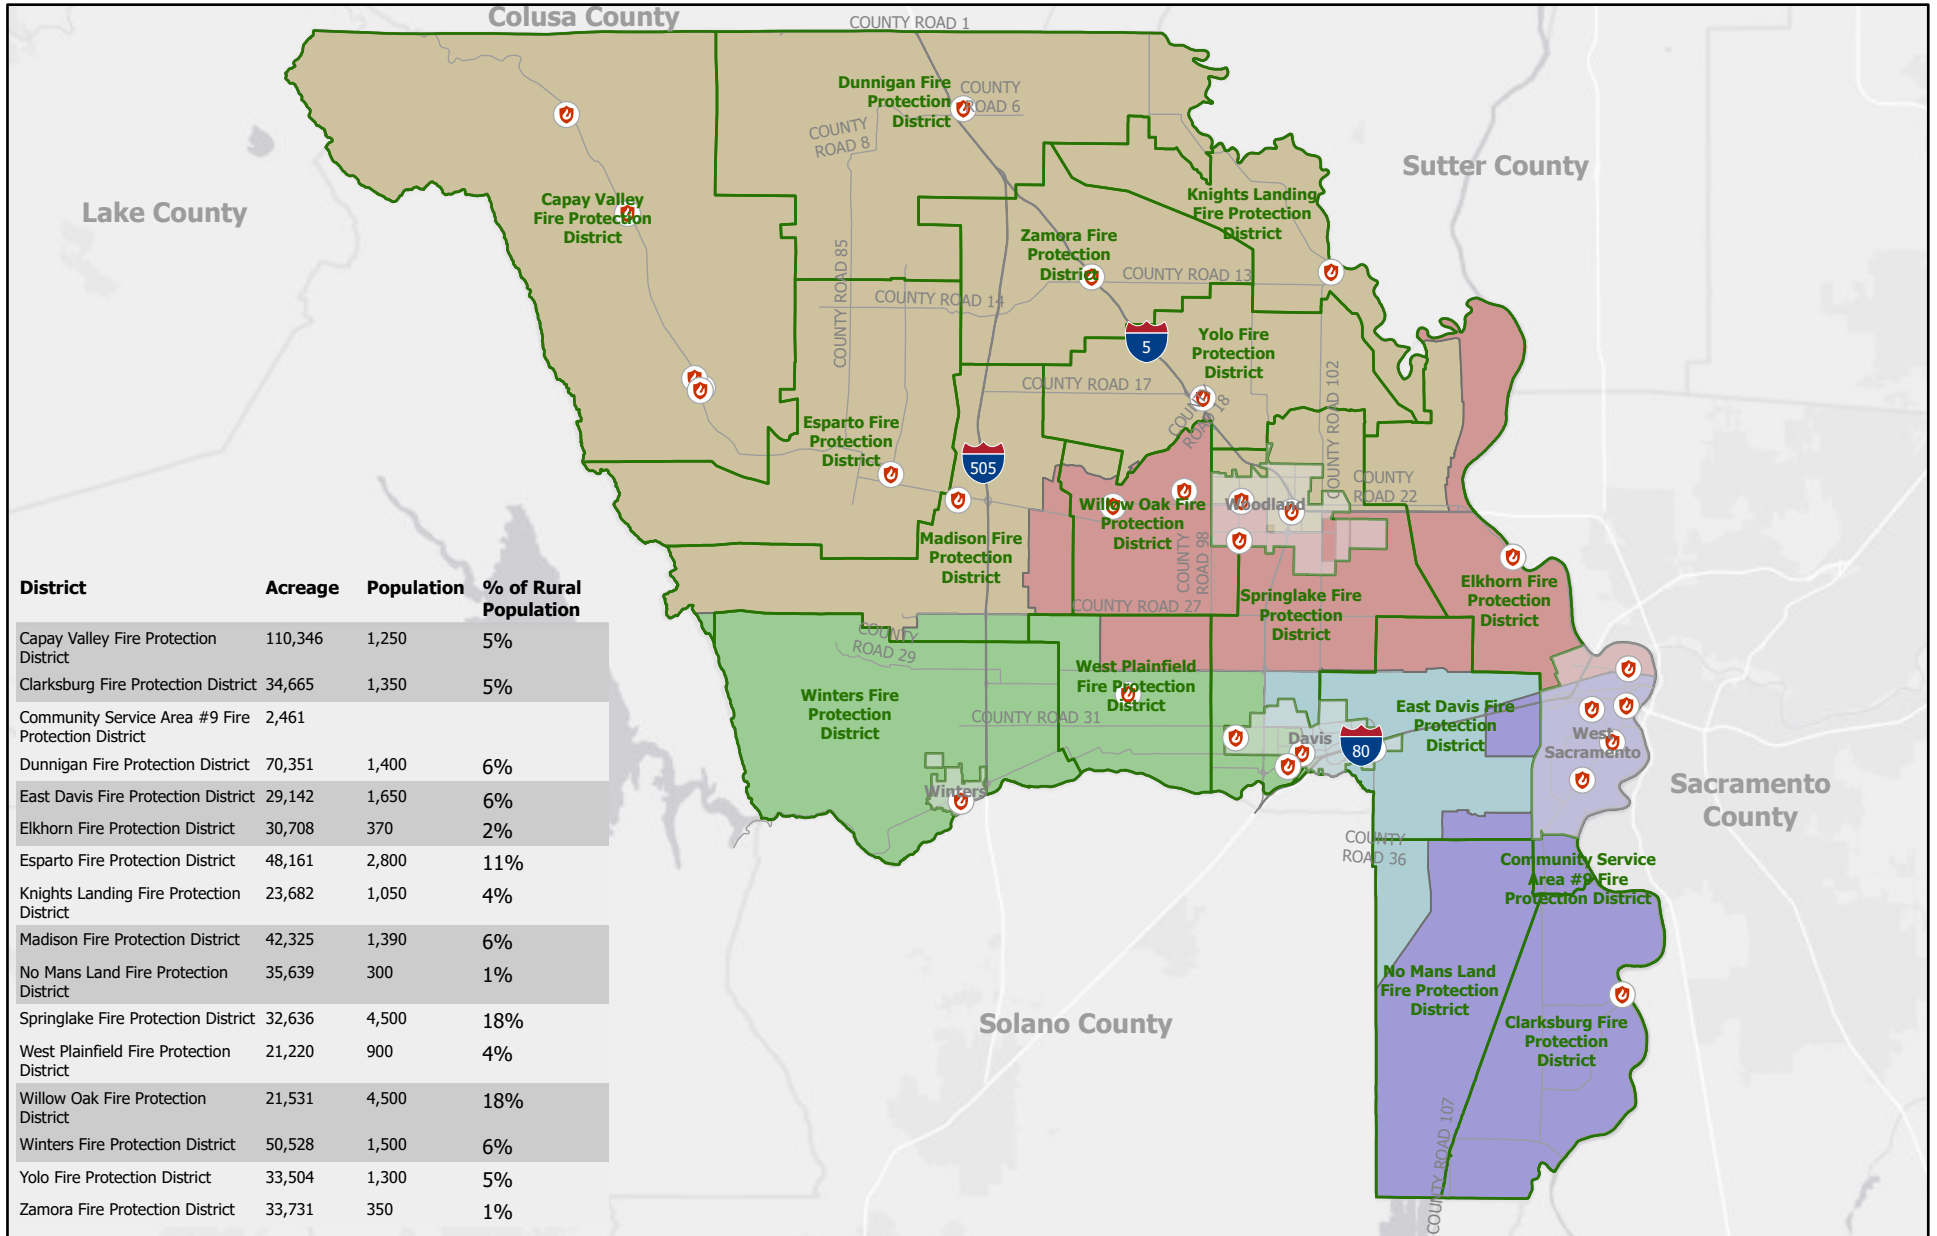 Colusa County
COUNTY ROAD 1
Dunnigan Fire
Protection
District
COUNTY
ROAD 6
COUNTY
ROAD 8
Sutter County
Lake County
Capay Valley
Fire Protection
District
Knights Landing
Fire Protection
District
Zamora Fire
Protection
District
COUNTY ROAD 13
COUNTY ROAD 85
COUNTY ROAD 14
5
Yolo Fire
Protection
District
COUNTY ROAD 17
COUNTY ROAD 102
COUNTY
ROAD 18
Esparto Fire
Protection
District
505
COUNTY
ROAD 22
Willow Oak Fire
Protection
District
Woodland
COUNTY
ROAD 98
Madison Fire
Protection
District
Elkhorn Fire
Protection
District
Springlake Fire
Protection
District
COUNTY ROAD 27
COUNTY
ROAD 29
West Plainfield
Fire Protection
District
Winters Fire
Protection
District
COUNTY ROAD 31
East Davis Fire
Protection
District
Davis
80
West
Sacramento
Winters
Sacramento
County
COUNTY
ROAD 36
Community Service
Area #9 Fire
Protection District
No Mans Land
Fire Protection
District
Solano County
Clarksburg Fire
Protection
District
COUNTY ROAD 107
District Acreage Population % of Rural
Population
Capay Valley Fire Protection 110,346 1,250 5%
District
Clarksburg Fire Protection District 34,665 1,350 5%
Community Service Area #9 Fire 2,461
Protection District
Dunnigan Fire Protection District 70,351 1,400 6%
East Davis Fire Protection District 29,142 1,650 6%
Elkhorn Fire Protection District 30,708 370 2%
Esparto Fire Protection District 48,161 2,800 11%
Knights Landing Fire Protection 23,682 1,050 4%
District
Madison Fire Protection District 42,325 1,390 6%
No Mans Land Fire Protection 35,639 300 1%
District
Springlake Fire Protection District 32,636 4,500 18%
West Plainfield Fire Protection 21,220 900 4%
District
Willow Oak Fire Protection 21,531 4,500 18%
District
Winters Fire Protection District 50,528 1,500 6%
Yolo Fire Protection District 33,504 1,300 5%
Zamora Fire Protection District 33,731 350 1%